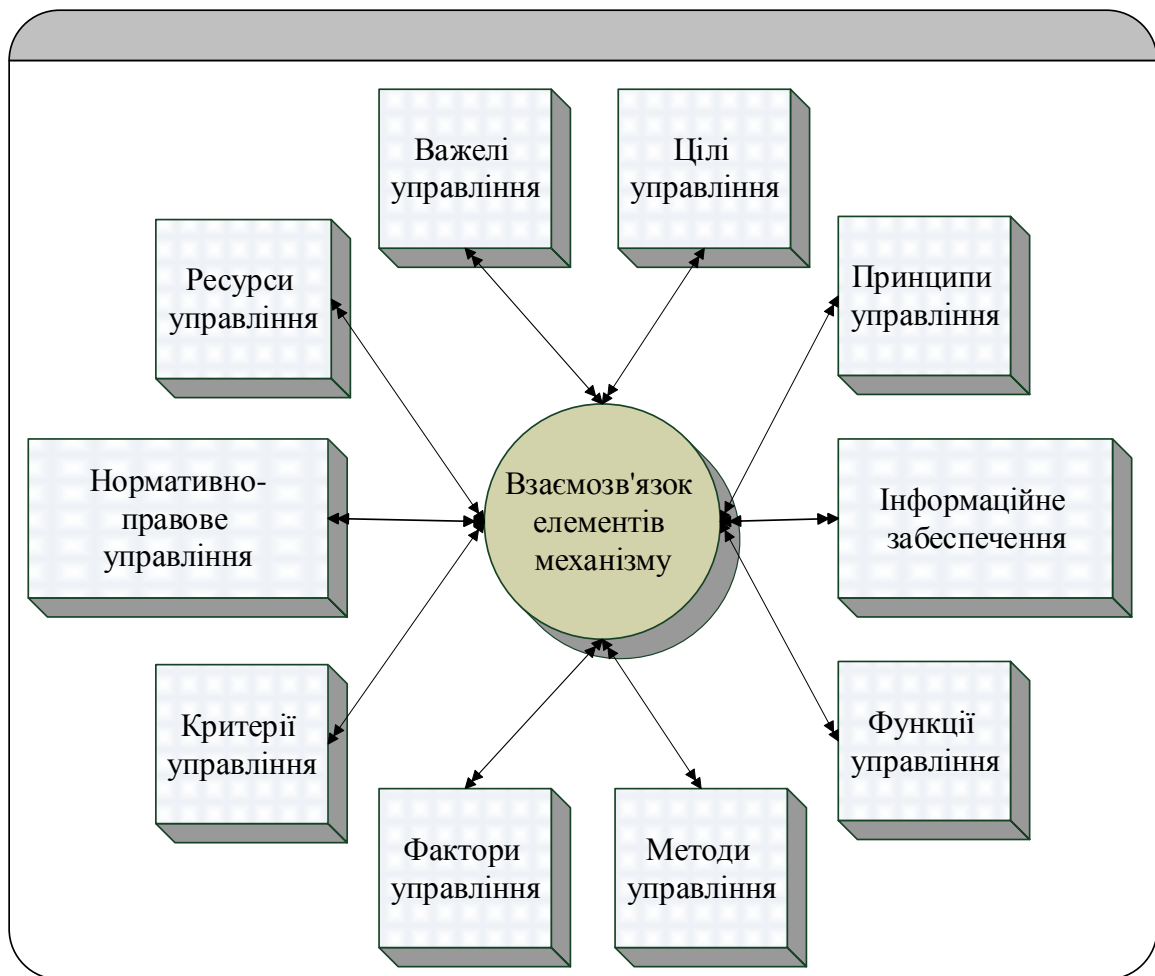 Важелі
управління
Цілі
управління
Ресурси
управління
Принципи
управління
Нормативно-
правове
управління
Взаємозв'язок
елементів
механізму
Інформаційне
забеспечення
Критерії
управління
Функції
управління
Фактори
управління
Методи
управління